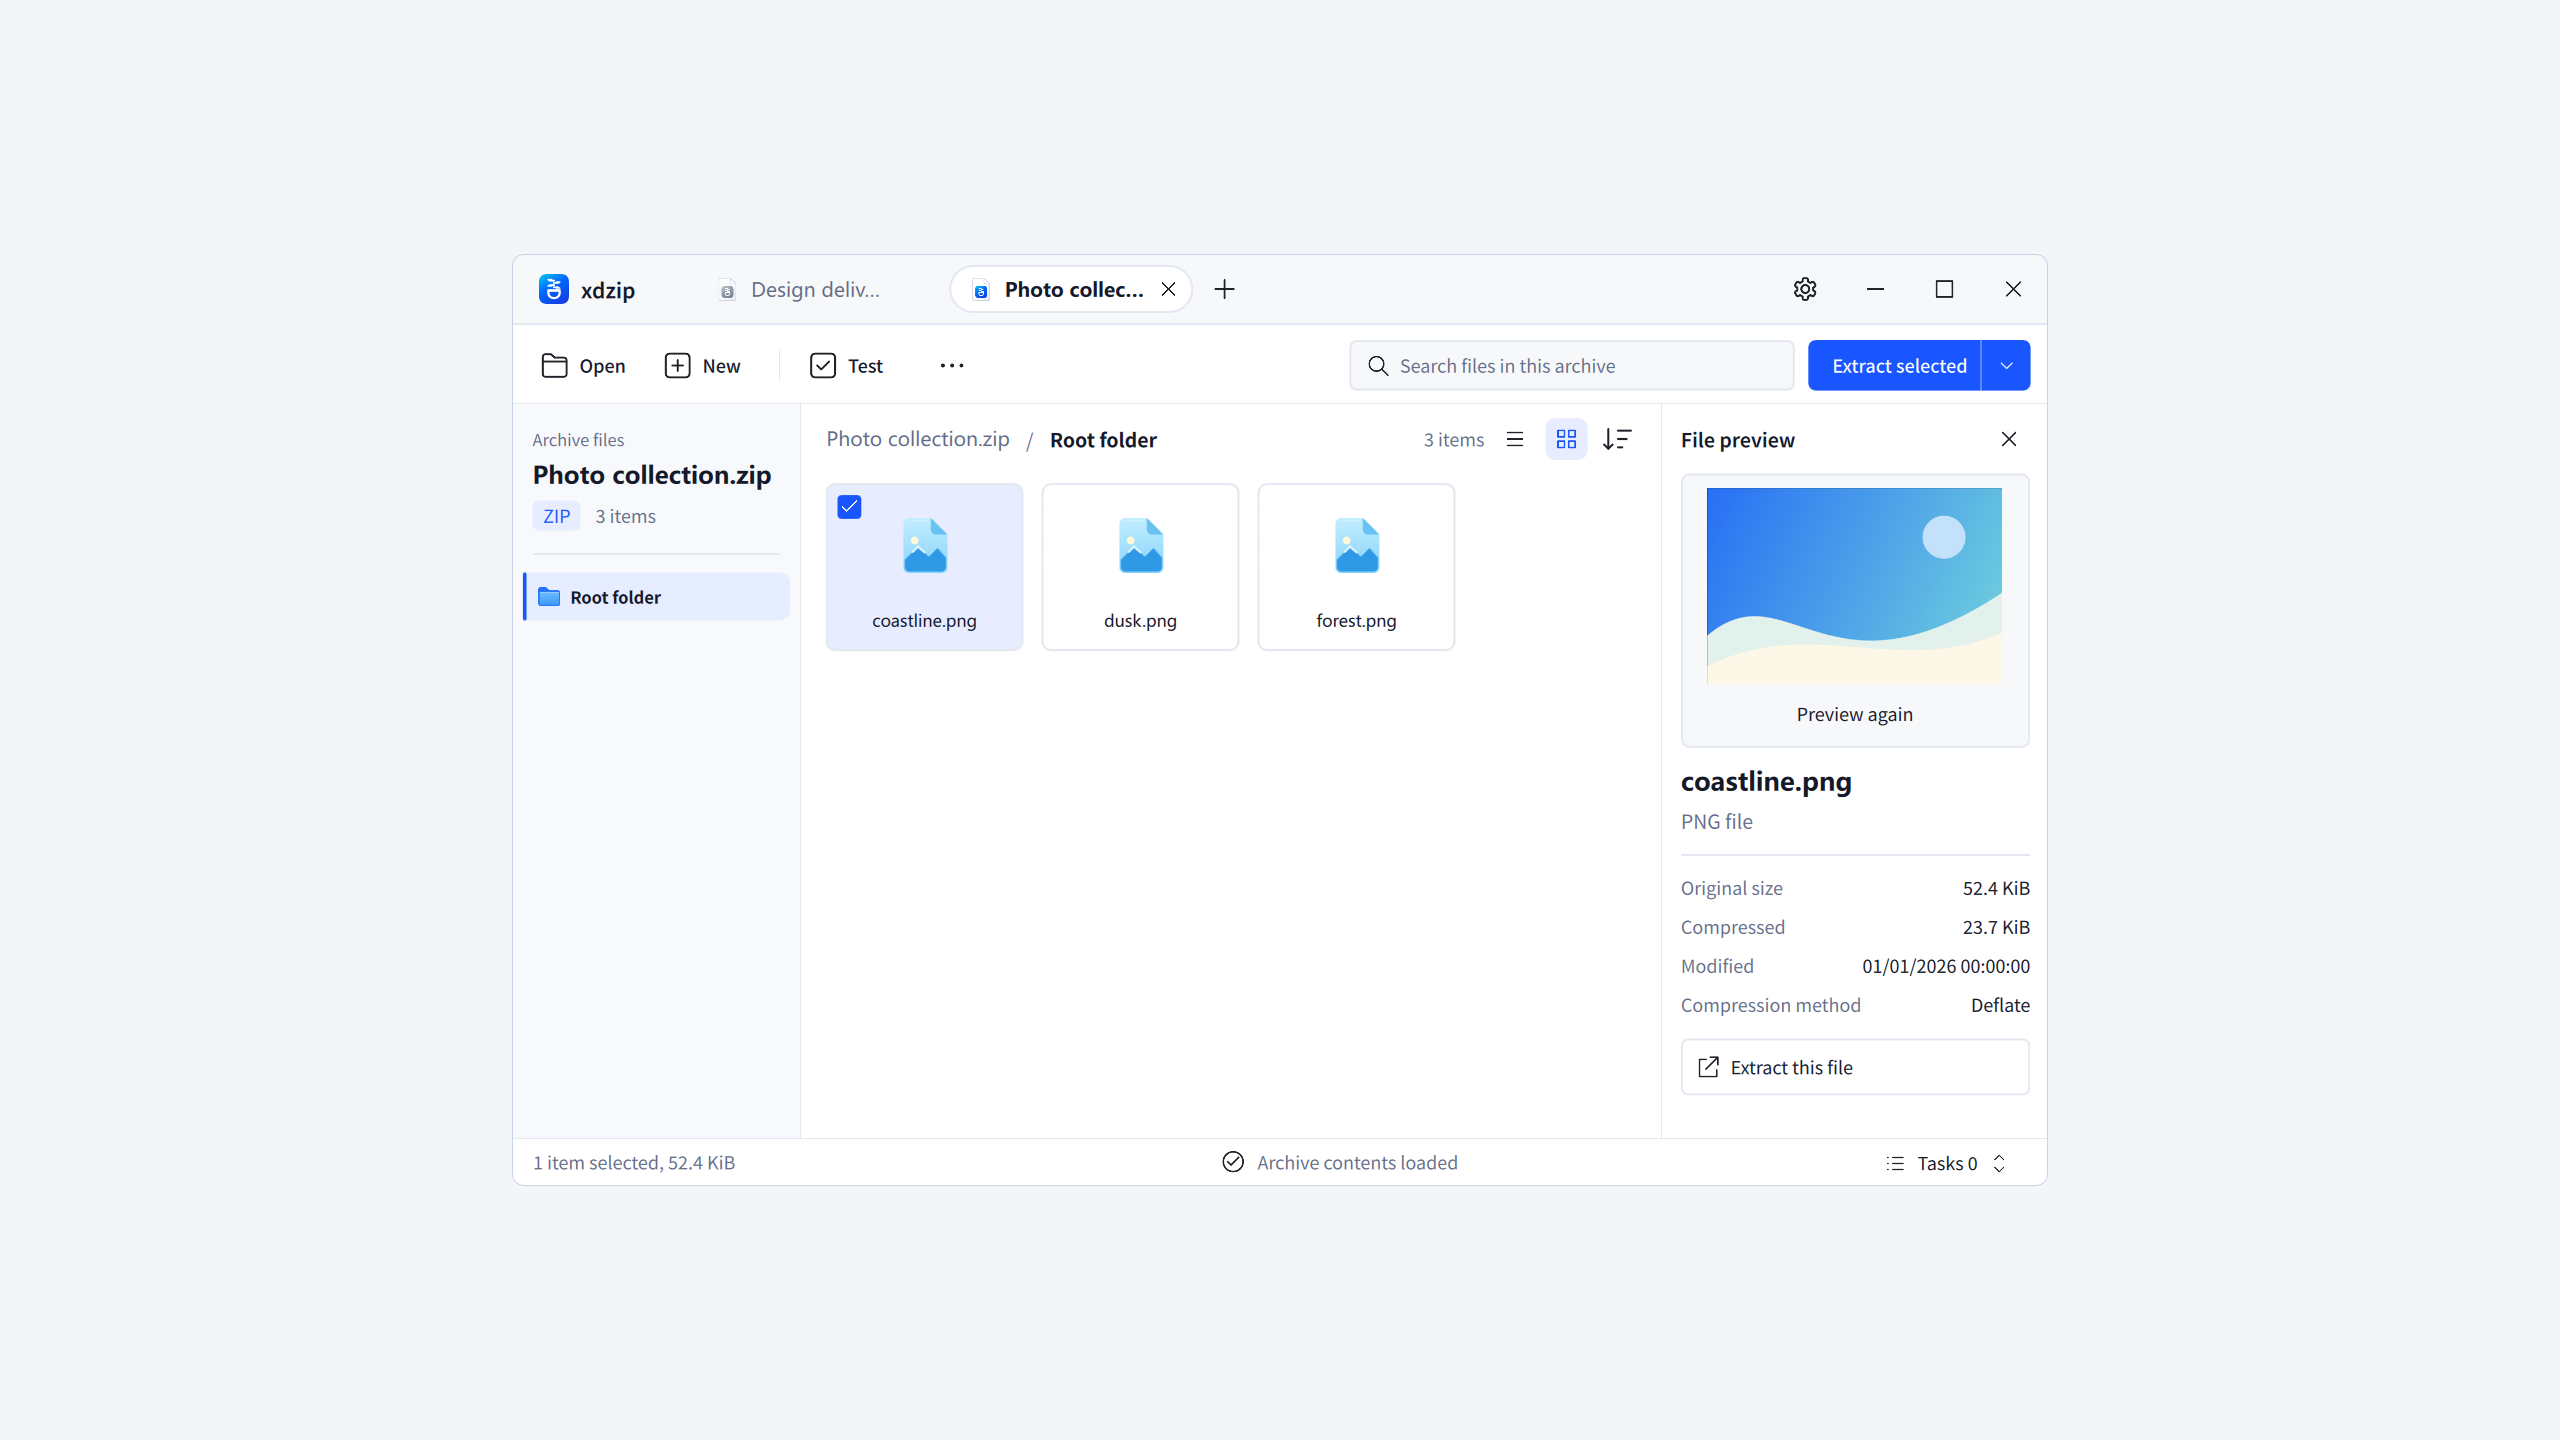 xdzip
Design deliv...
Photo collec...
Open
New
Test
Search files in this archive
Extract selected
Archive files
Photo collection.zip
ZIP
3 items
Root folder
Photo collection.zip / Root folder
3 items
coastline.png
dusk.png
forest.png
File preview
Preview again
coastline.png
PNG file
Original size 52.4 KiB
Compressed 23.7 KiB
Modified 01/01/2026 00:00:00
Compression method Deflate
Extract this file
1 item selected, 52.4 KiB
Archive contents loaded
Tasks 0